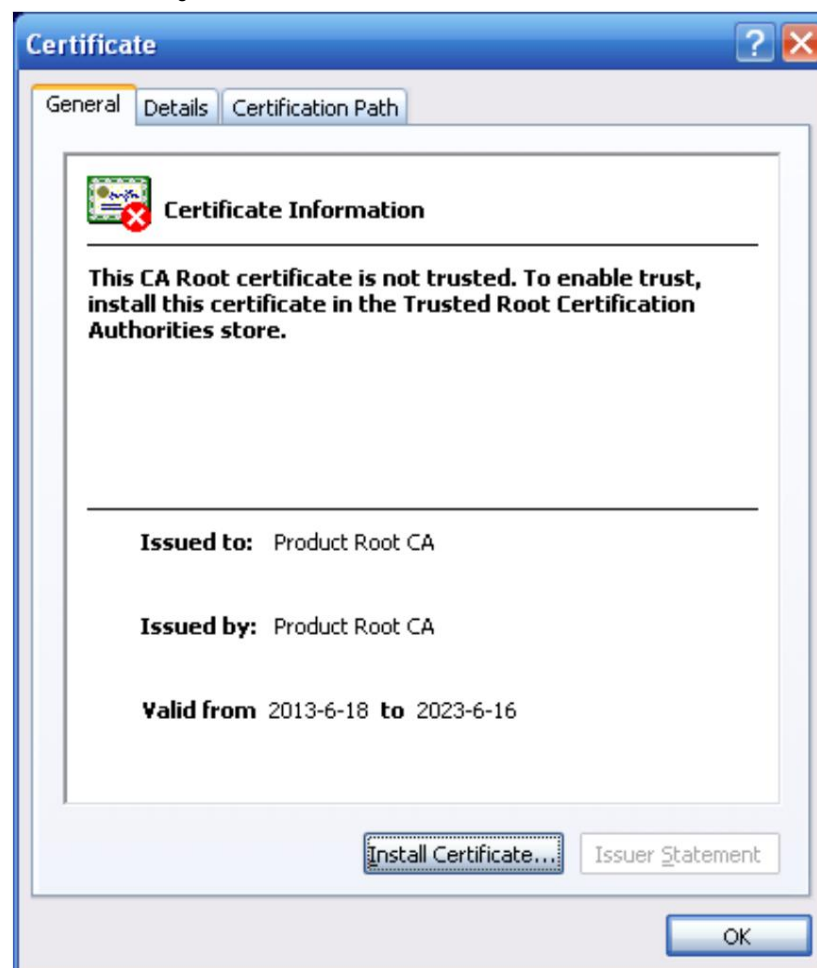 Certificate
General Details Certification Path
Certificate Information
This CA Root certificate is not trusted. To enable trust,
install this certificate in the Trusted Root Certification
Authorities store.
Issued to: Product Root CA
Issued by: Product Root CA
Valid from 2013-6-18 to 2023-6-16
Install Certificate... Issuer Statement
OK